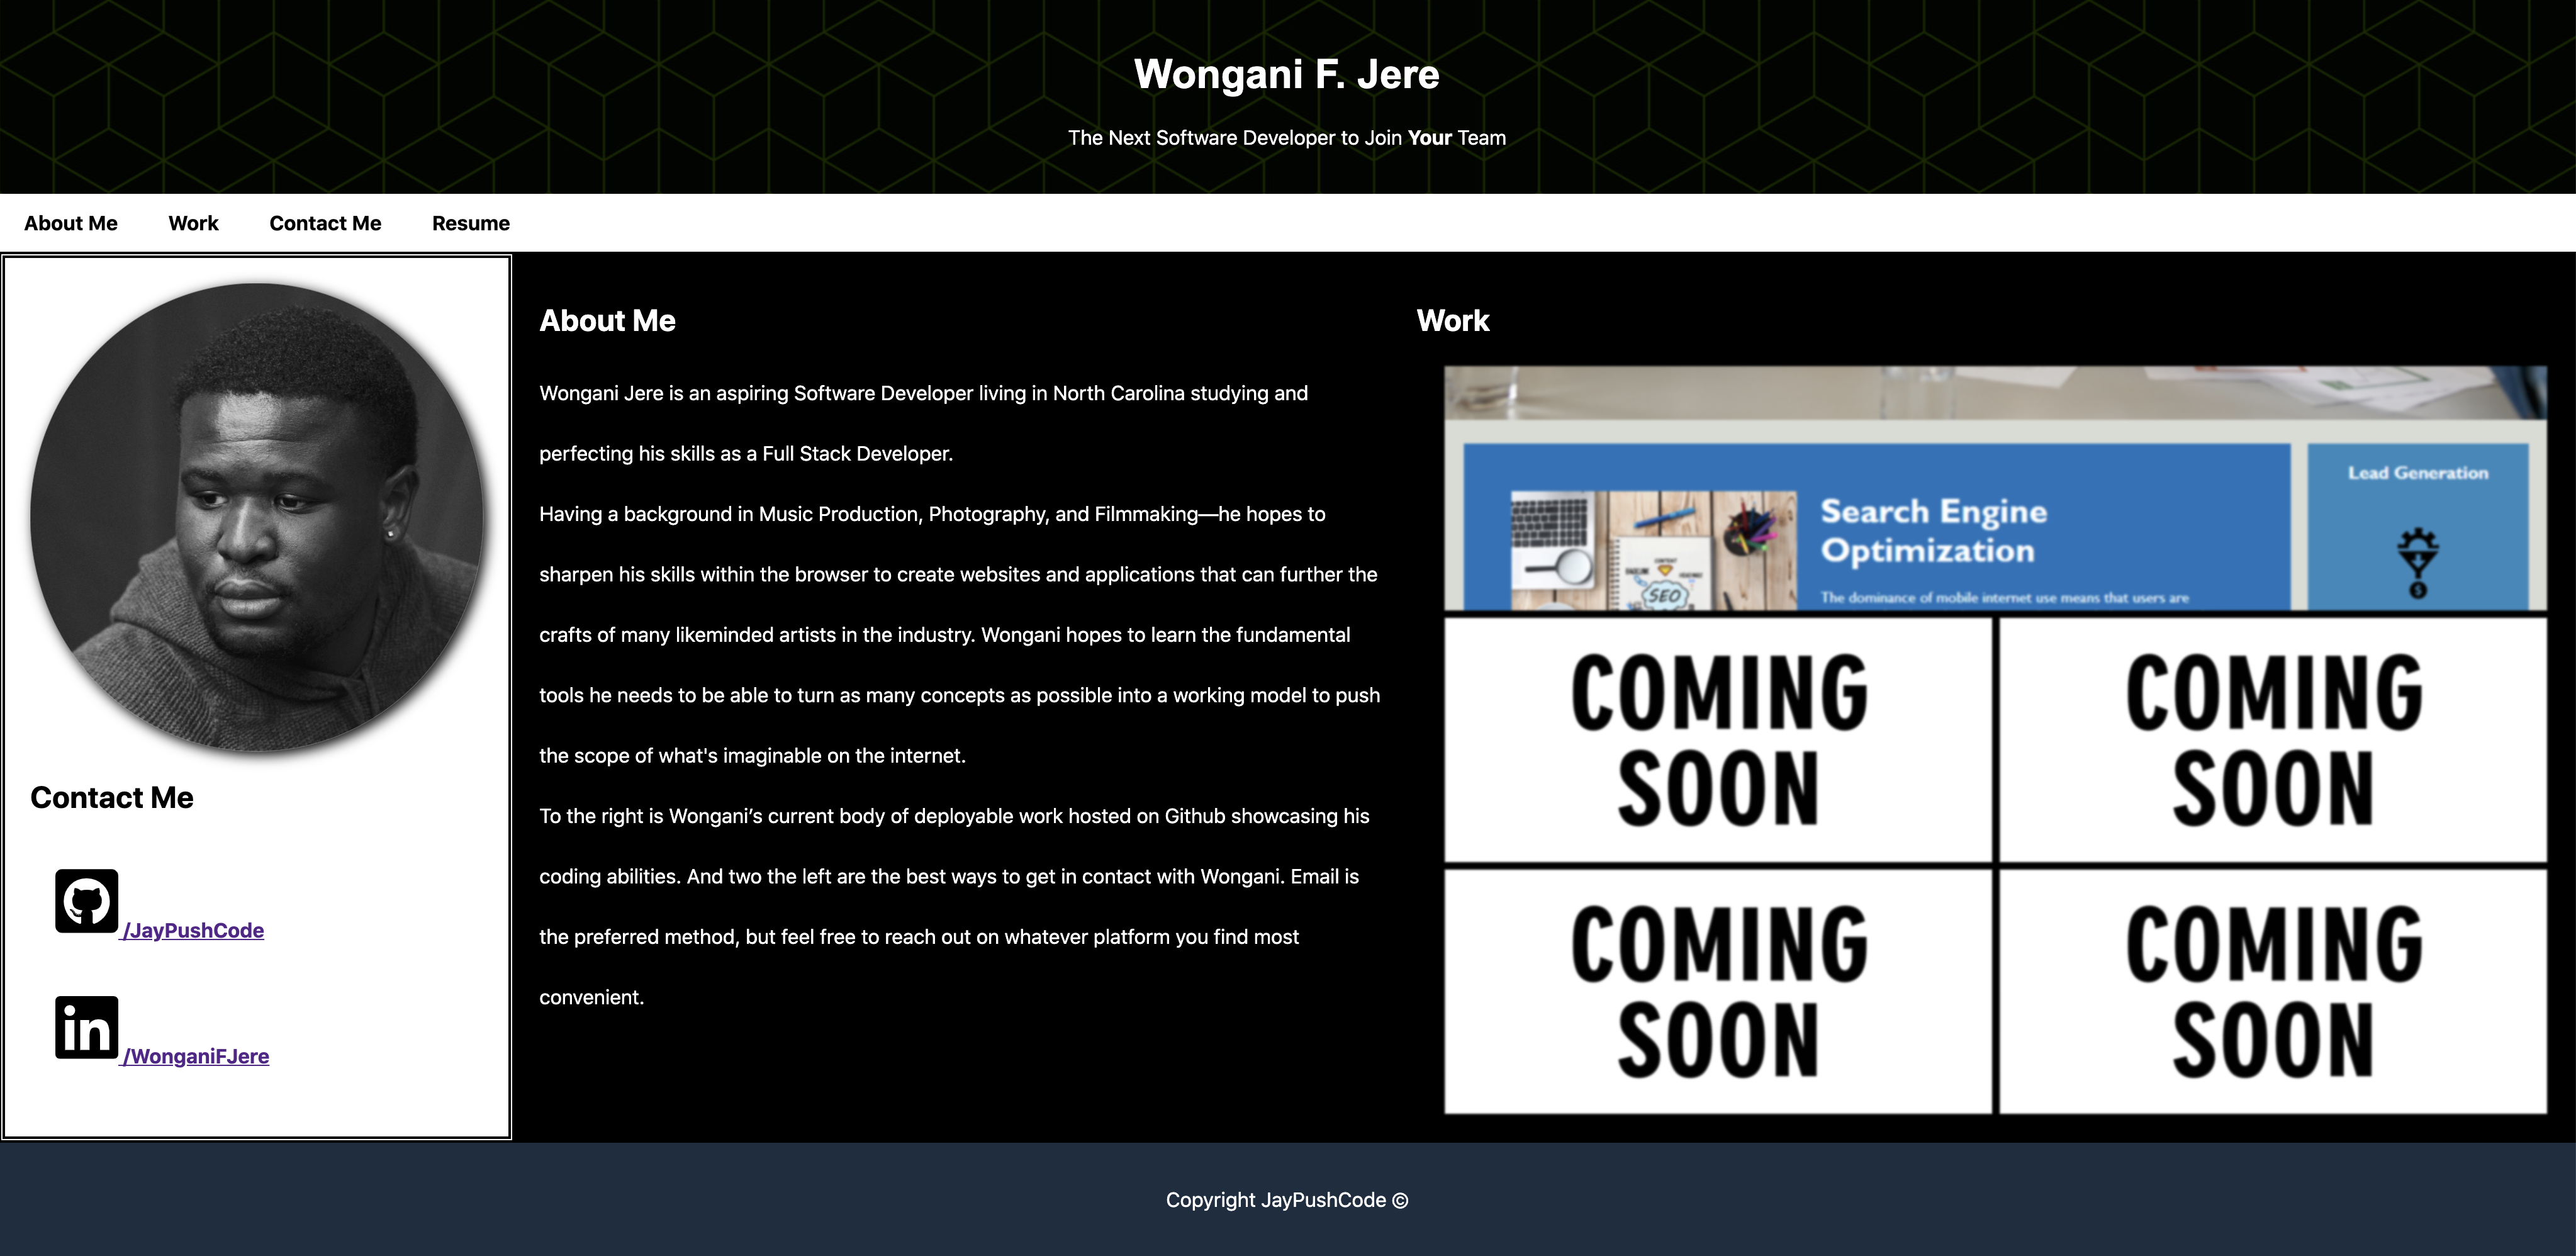 Wongani F. Jere
The Next Software Developer to Join Your Team
About Me
Work
Contact Me
Resume
Contact Me
/JayPushCode
in
/WonganiFJere
About Me
Wongani Jere is an aspiring Software Developer living in North Carolina studying and
perfecting his skills as a Full Stack Developer.
Having a background in Music Production, Photography, and Filmmaking—he hopes to
sharpen his skills within the browser to create websites and applications that can further the
crafts of many likeminded artists in the industry. Wongani hopes to learn the fundamental
tools he needs to be able to turn as many concepts as possible into a working model to push
the scope of what's imaginable on the internet.
To the right is Wongani’s current body of deployable work hosted on Github showcasing his
coding abilities. And two the left are the best ways to get in contact with Wongani. Email is
the preferred method, but feel free to reach out on whatever platform you find most
convenient.
Work
SEO
Search Engine
Optimization
The dominance of mobile internet use means that users are
Lead Generation
COMING
SOON
COMING
SOON
COMING
SOON
COMING
SOON
Copyright JayPushCode ©